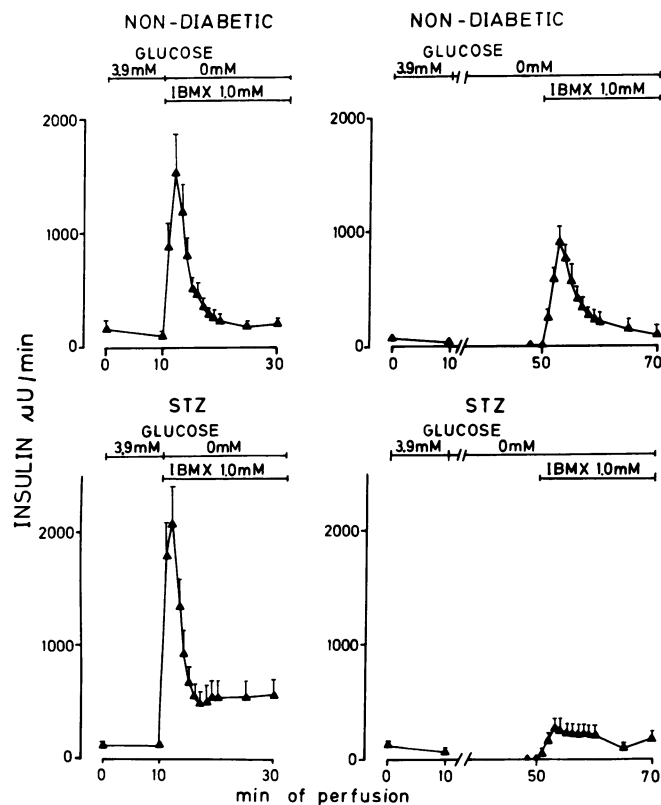 NON-DIABETIC
GLUCOSE
3.9mM 0mM
IBMX 1.0mM
2000
1000
0
0 10 30
NON-DIABETIC
GLUCOSE
3.9mM 0mM
IBMX 1.0mM
2000
1000
0
0 10 50 70
INSULIN µU/min
STZ
GLUCOSE
3.9mM 0mM
IBMX 1.0mM
2000
1000
0
0 10 30
STZ
GLUCOSE
3.9mM 0mM
IBMX 1.0mM
2000
1000
0
0 10 50 70
min of perfusion